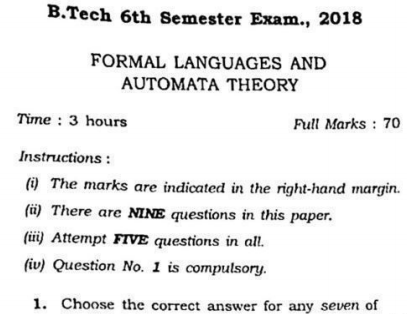 B.Tech 6th Semester Exam., 2018
FORMAL LANGUAGES AND
AUTOMATA THEORY
Time : 3 hours Full Marks : 70
Instructions :
(i) The marks are indicated in the right-hand margin.
(ii) There are NINE questions in this paper.
(iii) Attempt FIVE questions in all.
(iv) Question No. 1 is compulsory.
1. Choose the correct answer for any seven of